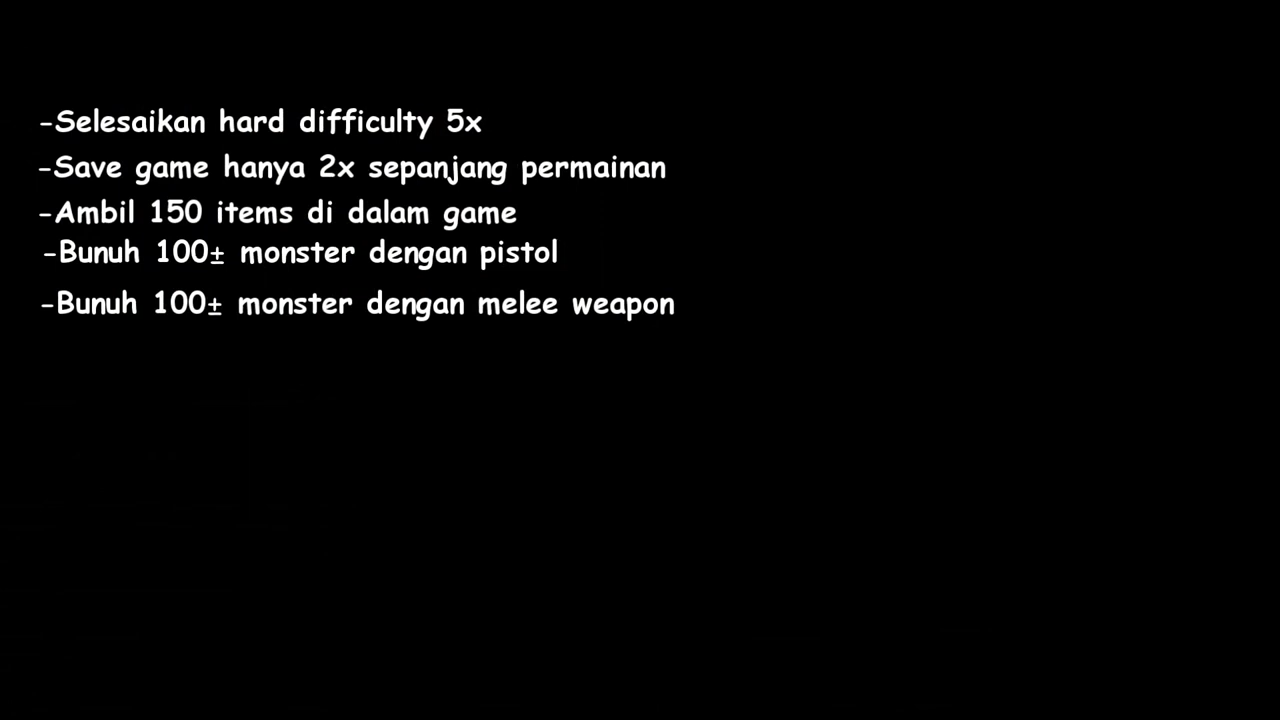 -Selesaikan hard difficulty 5x
-Save game hanya 2x sepanjang permainan
-Ambil 150 items di dalam game
-Bunuh 100± monster dengan pistol
-Bunuh 100± monster dengan melee weapon